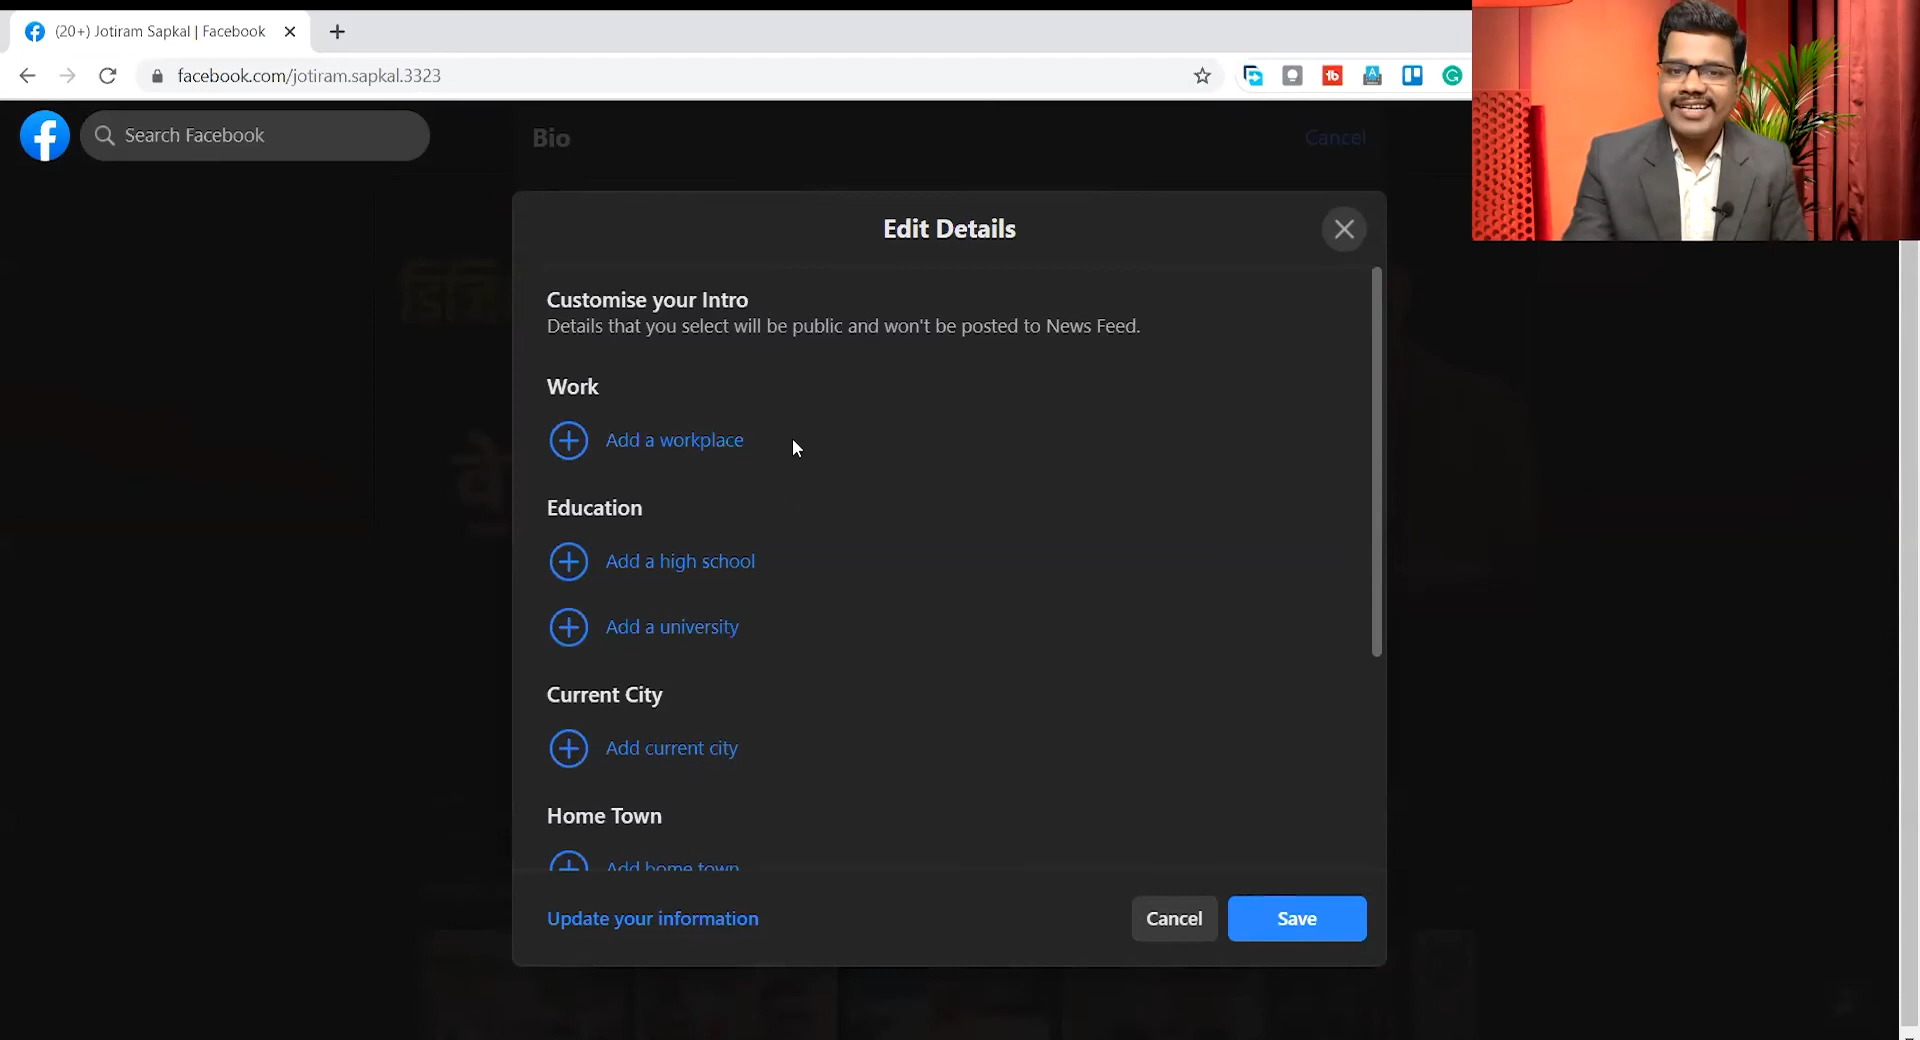 (20+) Jotiram Sapkal | Facebook
facebook.com/jotiram.sapkal.3323
Search Facebook
Bio
Cancel
Edit Details
Customise your Intro
Details that you select will be public and won't be posted to News Feed.
Work
Add a workplace
Education
Add a high school
Add a university
Current City
Add current city
Home Town
Add home town
Update your information
Cancel
Save